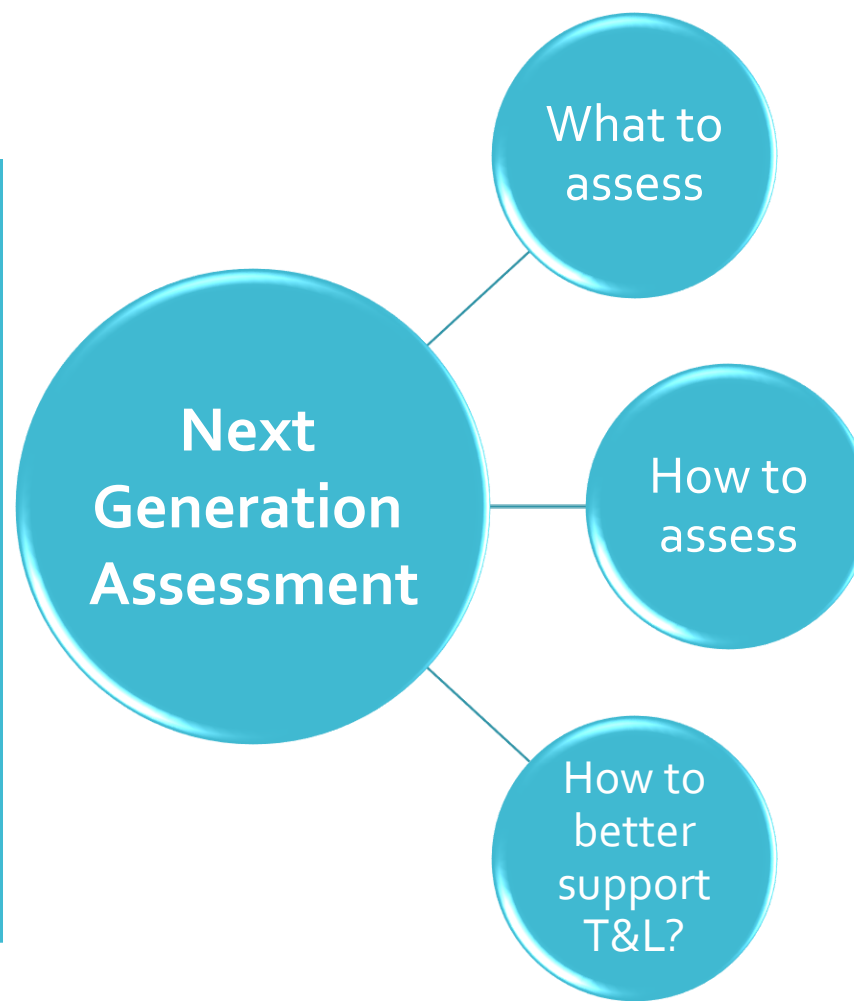 What to
assess
Next
Generation
Assessment
How to
assess
How to
better
support
T&L?